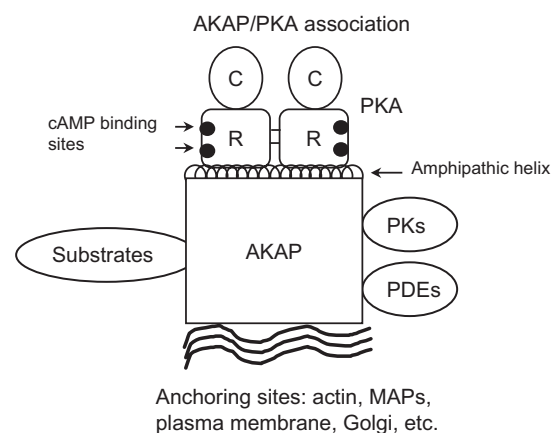 AKAP/PKA association
C
C
cAMP binding
sites
R
R
PKA
Amphipathic helix
Substrates
AKAP
PKs
PDEs
Anchoring sites: actin, MAPs,
plasma membrane, Golgi, etc.